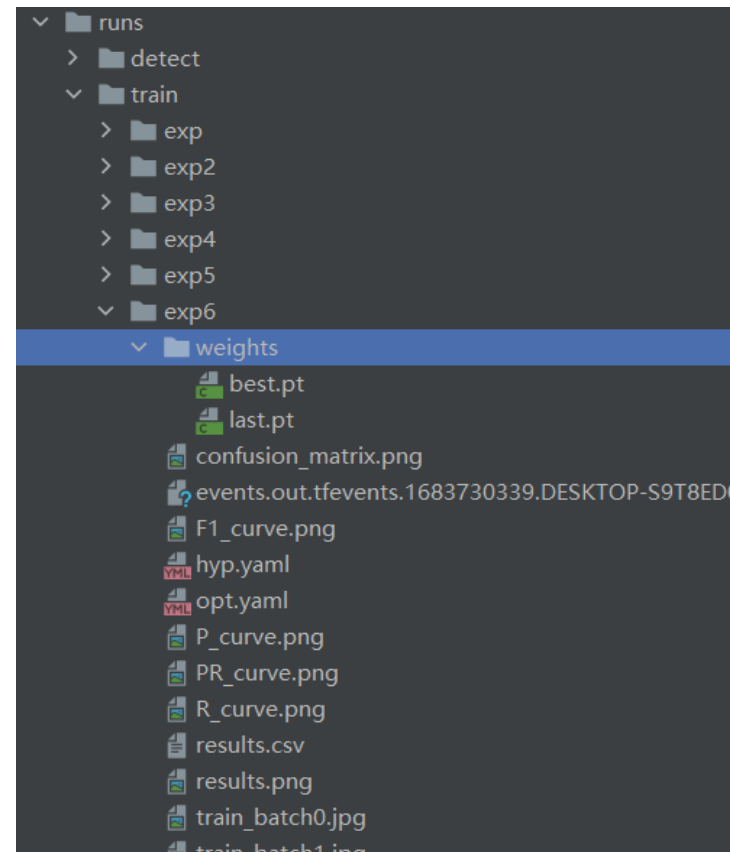 runs
detect
train
exp
exp2
exp3
exp4
exp5
exp6
weights
best.pt
last.pt
confusion_matrix.png
events.out.tfevents.1683730339.DESKTOP-S9T8ED
F1_curve.png
hyp.yaml
opt.yaml
P_curve.png
PR_curve.png
R_curve.png
results.csv
results.png
train_batch0.jpg
train_batch1.jpg